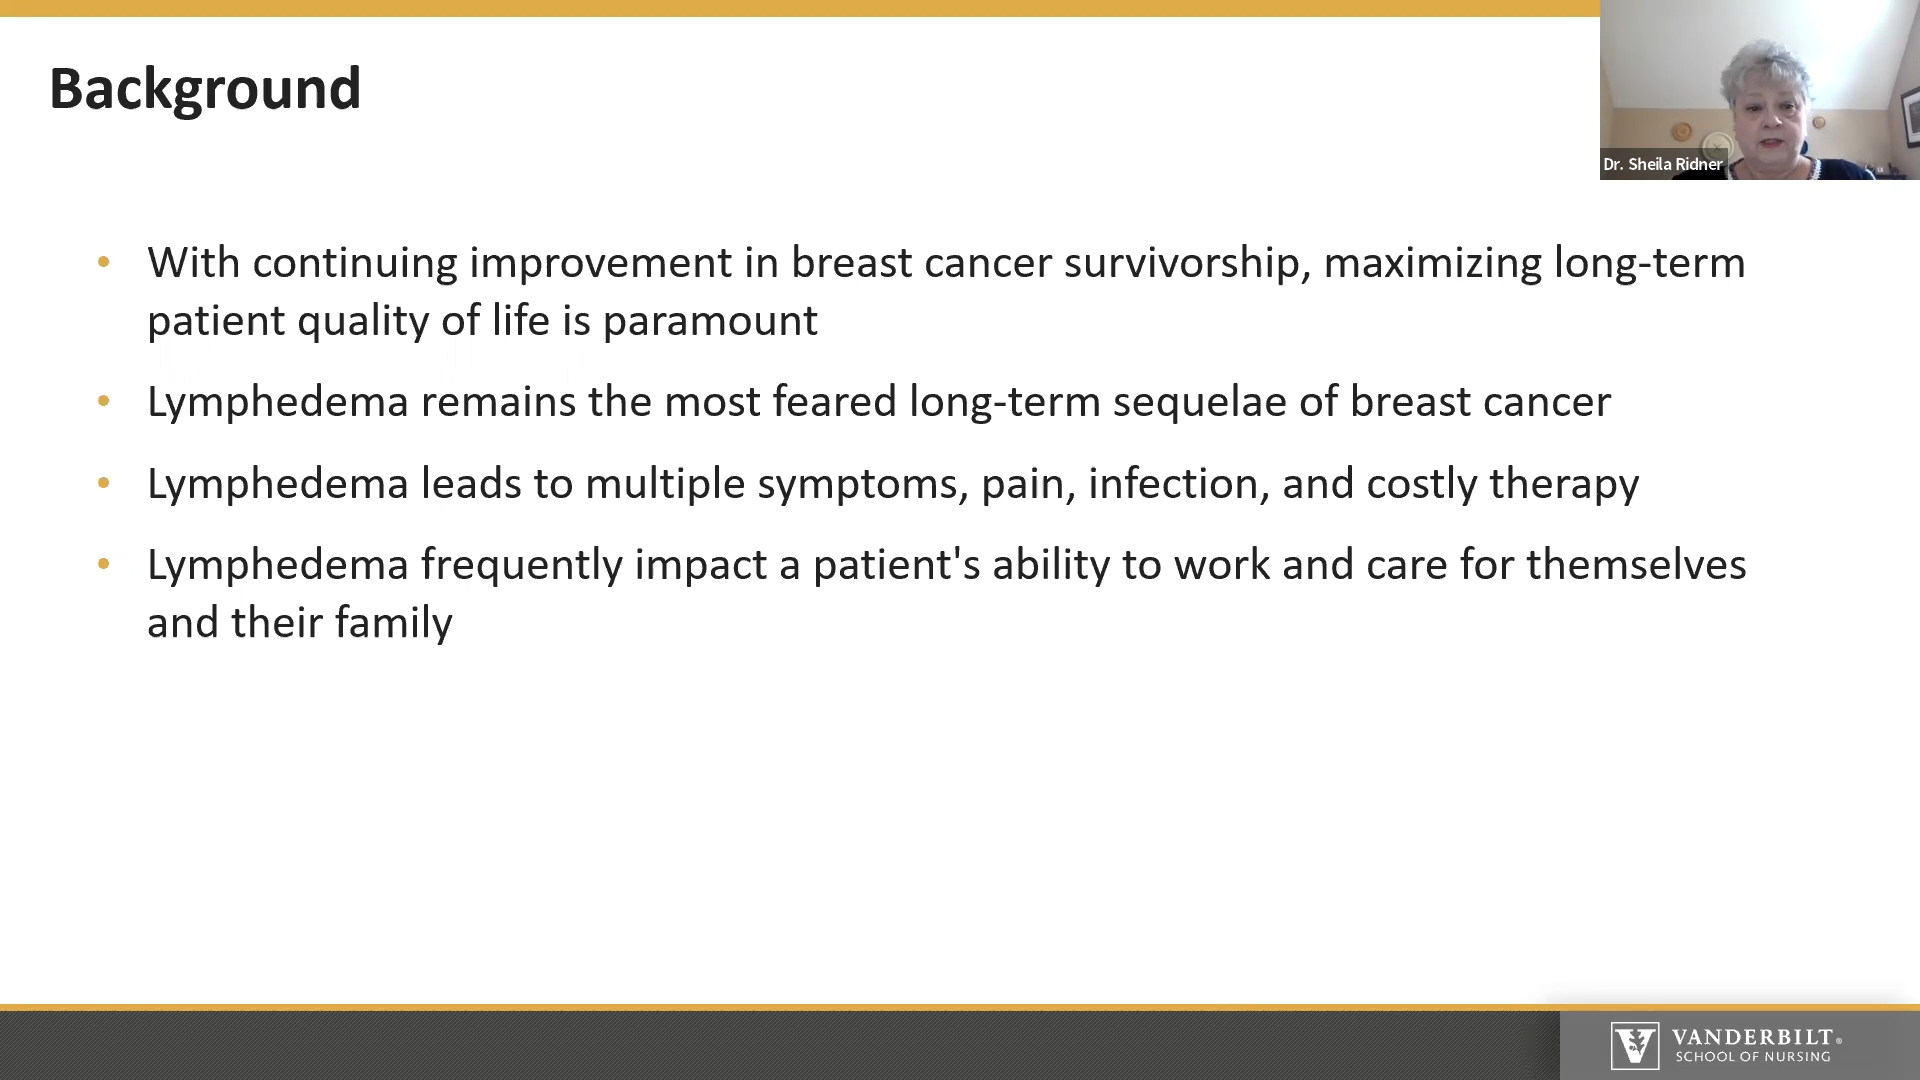 Background
Dr. Sheila Ridner
• With continuing improvement in breast cancer survivorship, maximizing long-term
patient quality of life is paramount
• Lymphedema remains the most feared long-term sequelae of breast cancer
• Lymphedema leads to multiple symptoms, pain, infection, and costly therapy
• Lymphedema frequently impact a patient's ability to work and care for themselves
and their family
V VANDERBILT®
SCHOOL OF NURSING